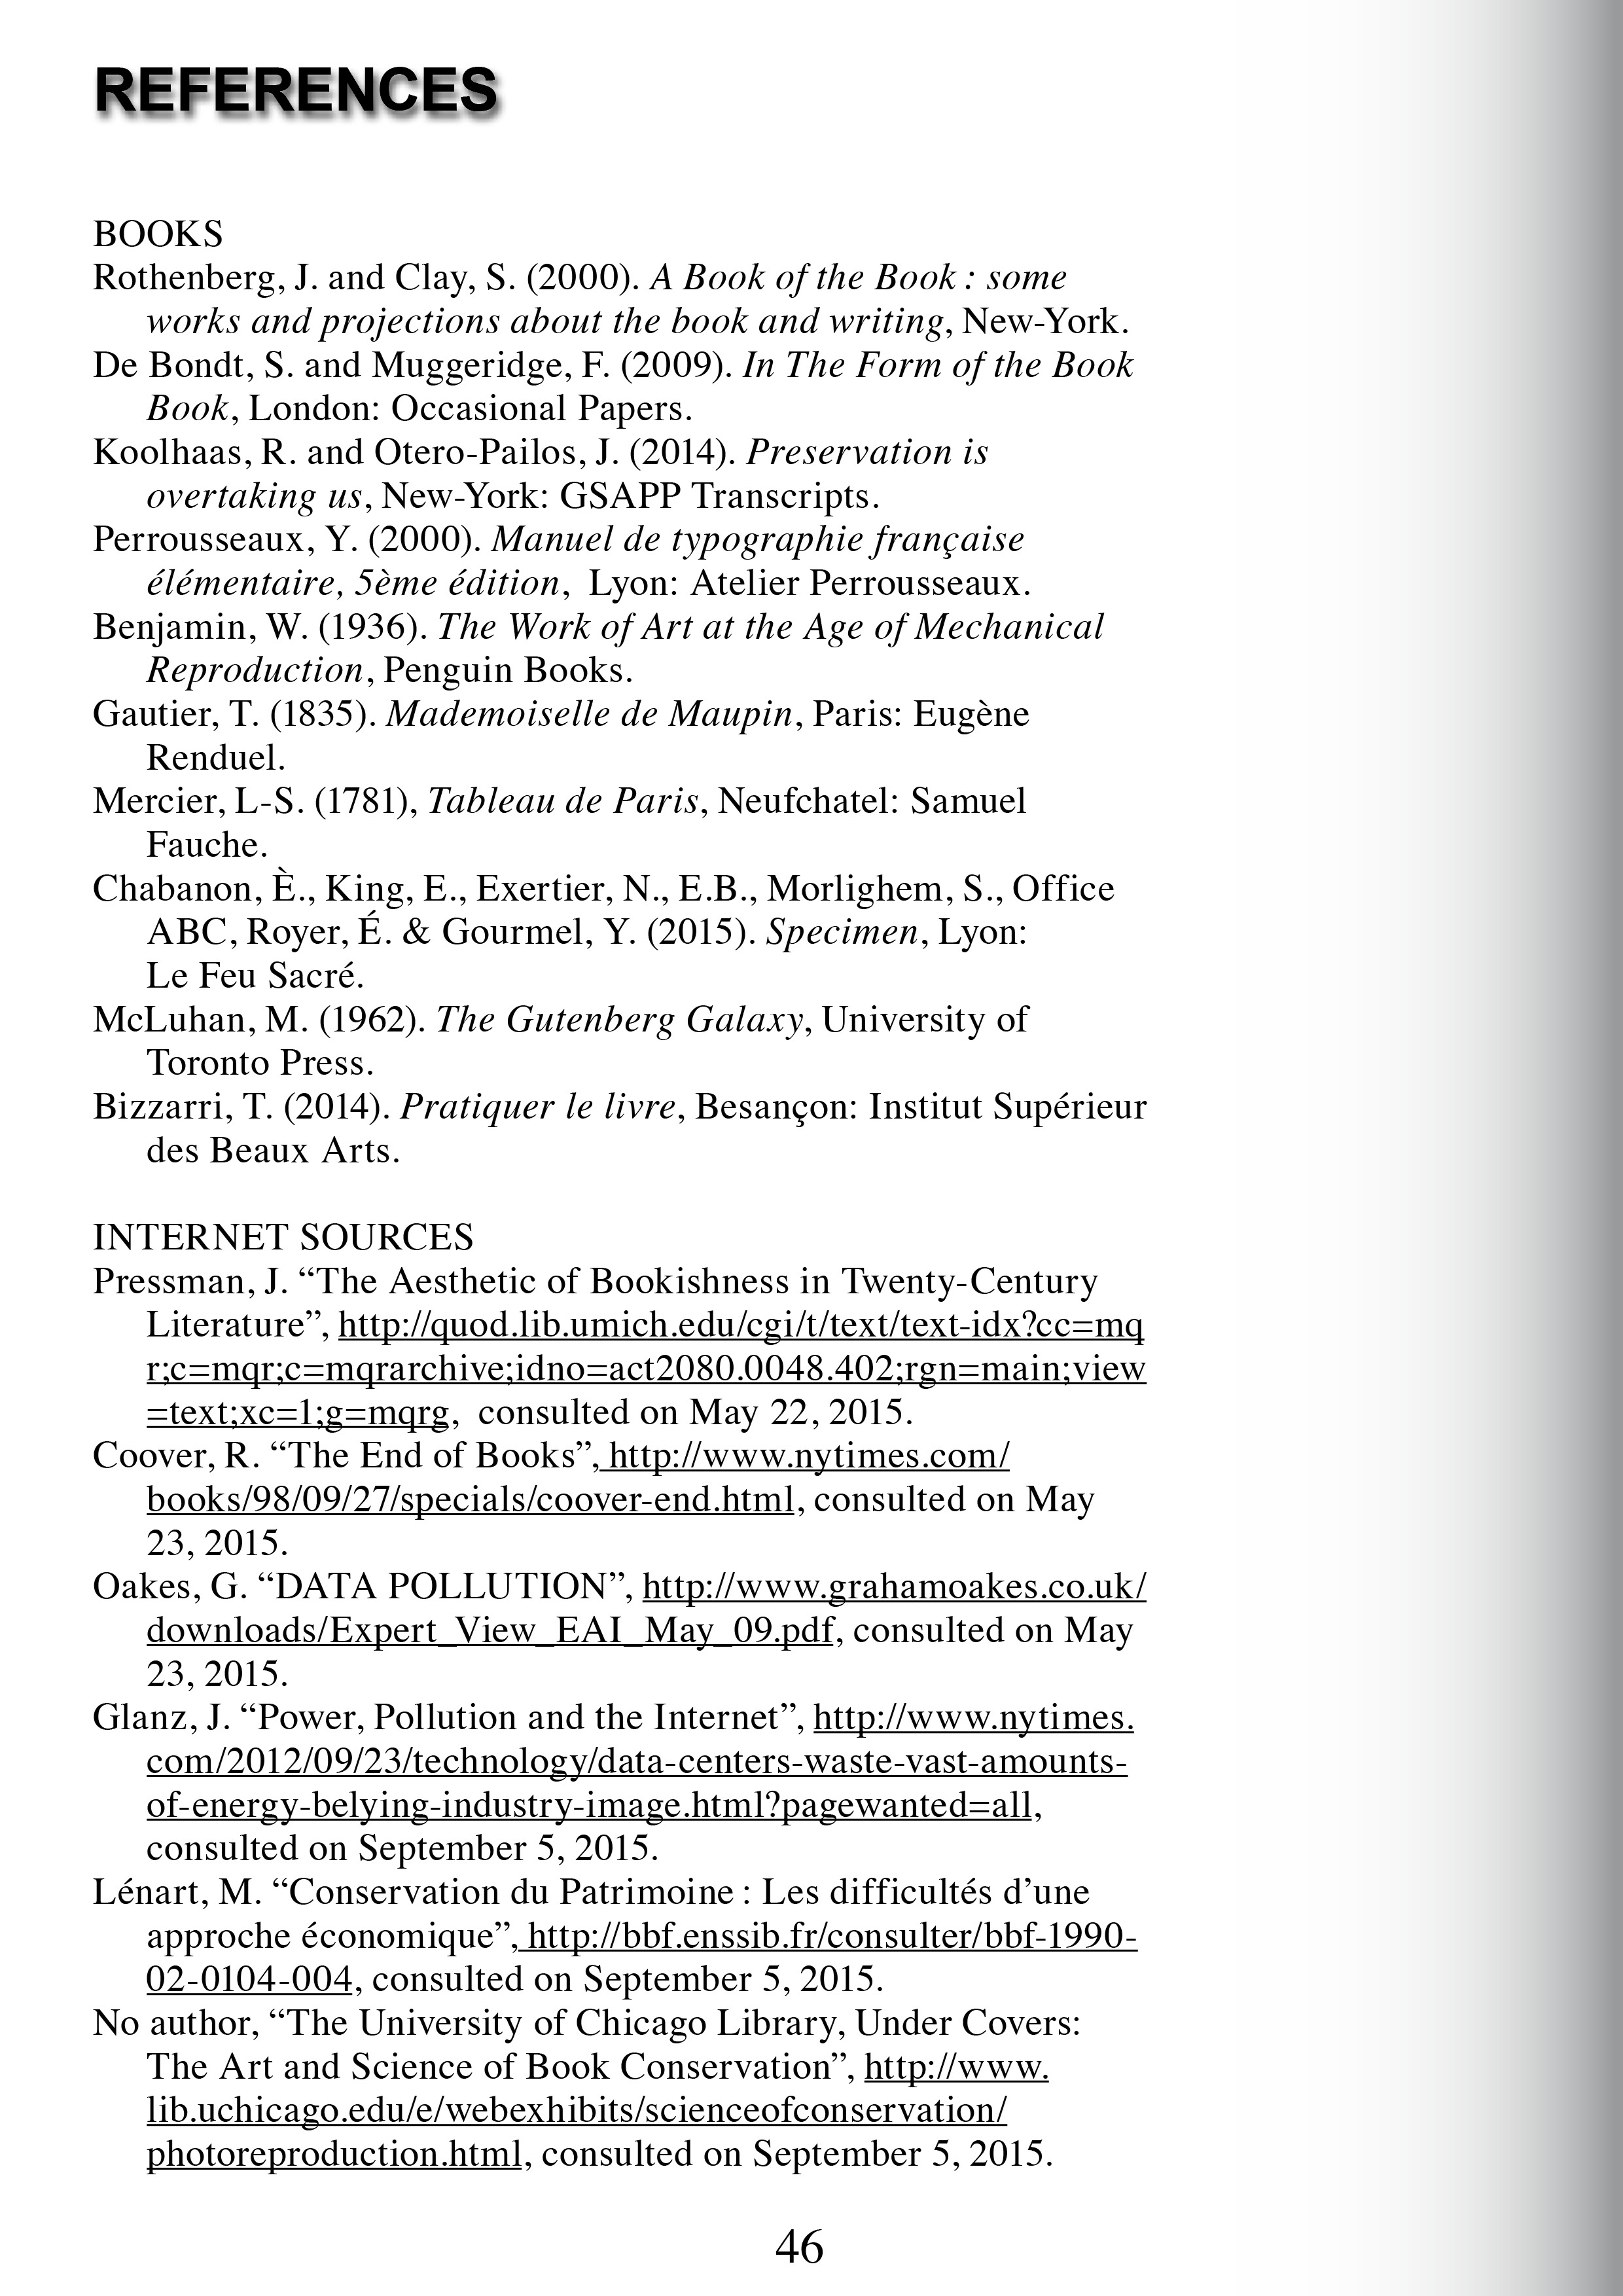 REFERENCES
BOOKS
Rothenberg, J. and Clay, S. (2000). A Book of the Book : some
works and projections about the book and writing, New-York.
De Bondt, S. and Muggeridge, F. (2009). In The Form of the Book
Book, London: Occasional Papers.
Koolhaas, R. and Otero-Pailos, J. (2014). Preservation is
overtaking us, New-York: GSAPP Transcripts.
Perrousseaux, Y. (2000). Manuel de typographie française
élémentaire, 5ème édition,  Lyon: Atelier Perrousseaux.
Benjamin, W. (1936). The Work of Art at the Age of Mechanical
Reproduction, Penguin Books.
Gautier, T. (1835). Mademoiselle de Maupin, Paris: Eugène
Renduel.
Mercier, L-S. (1781), Tableau de Paris, Neufchatel: Samuel
Fauche.
Chabanon, È., King, E., Exertier, N., E.B., Morlighem, S., Office
ABC, Royer, É. & Gourmel, Y. (2015). Specimen, Lyon:
Le Feu Sacré.
McLuhan, M. (1962). The Gutenberg Galaxy, University of
Toronto Press.
Bizzarri, T. (2014). Pratiquer le livre, Besançon: Institut Supérieur
des Beaux Arts.
INTERNET SOURCES
Pressman, J. “The Aesthetic of Bookishness in Twenty-Century
Literature”, http://quod.lib.umich.edu/cgi/t/text/text-idx?cc=mq
r;c=mqr;c=mqrarchive;idno=act2080.0048.402;rgn=main;view
=text;xc=1;g=mqrg,  consulted on May 22, 2015.
Coover, R. “The End of Books”, http://www.nytimes.com/
books/98/09/27/specials/coover-end.html, consulted on May
23, 2015.
Oakes, G. “DATA POLLUTION”, http://www.grahamoakes.co.uk/
downloads/Expert_View_EAI_May_09.pdf, consulted on May
23, 2015.
Glanz, J. “Power, Pollution and the Internet”, http://www.nytimes.
com/2012/09/23/technology/data-centers-waste-vast-amounts-
of-energy-belying-industry-image.html?pagewanted=all,
consulted on September 5, 2015.
Lénart, M. “Conservation du Patrimoine : Les difficultés d’une
approche économique”, http://bbf.enssib.fr/consulter/bbf-1990-
02-0104-004, consulted on September 5, 2015.
No author, “The University of Chicago Library, Under Covers:
The Art and Science of Book Conservation”, http://www.
lib.uchicago.edu/e/webexhibits/scienceofconservation/
photoreproduction.html, consulted on September 5, 2015.
46